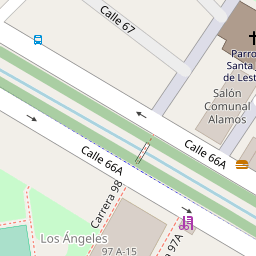 Calle 67
Parro
Santa
de Lest
Salón
Comunal
Alamos
Calle 66A
Calle 66A
Carrera 98
Los Ángeles
97 A-15
97A